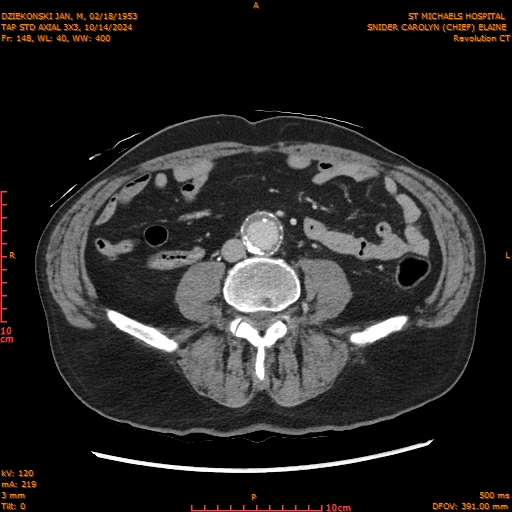 A
DZIEKONSKI JAN, M, 02/18/1953
TAP STD AXIAL 3X3, 10/14/2024
Fr: 148, WL: 40, WW: 400
ST MICHAELS HOSPITAL
SNIDER CAROLYN (CHIEF) ELAINE
Revolution CT
R
L
10
cm
kV: 120
mA: 219
3 mm
Tilt: 0
P
10cm
500 ms
DFOV: 391.00 mm